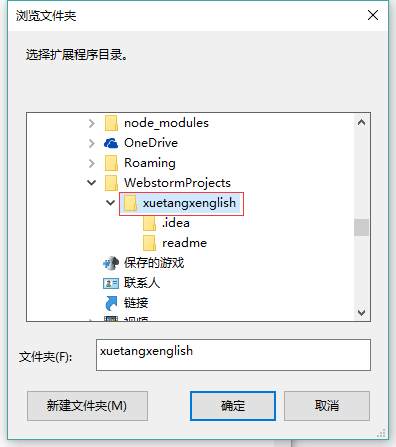 浏览文件夹
选择扩展程序目录。
node_modules
OneDrive
Roaming
WebstormProjects
xuetangxenglish
.idea
readme
保存的游戏
联系人
链接
视频
文件夹(F):
xuetangxenglish
新建文件夹(M)
确定
取消